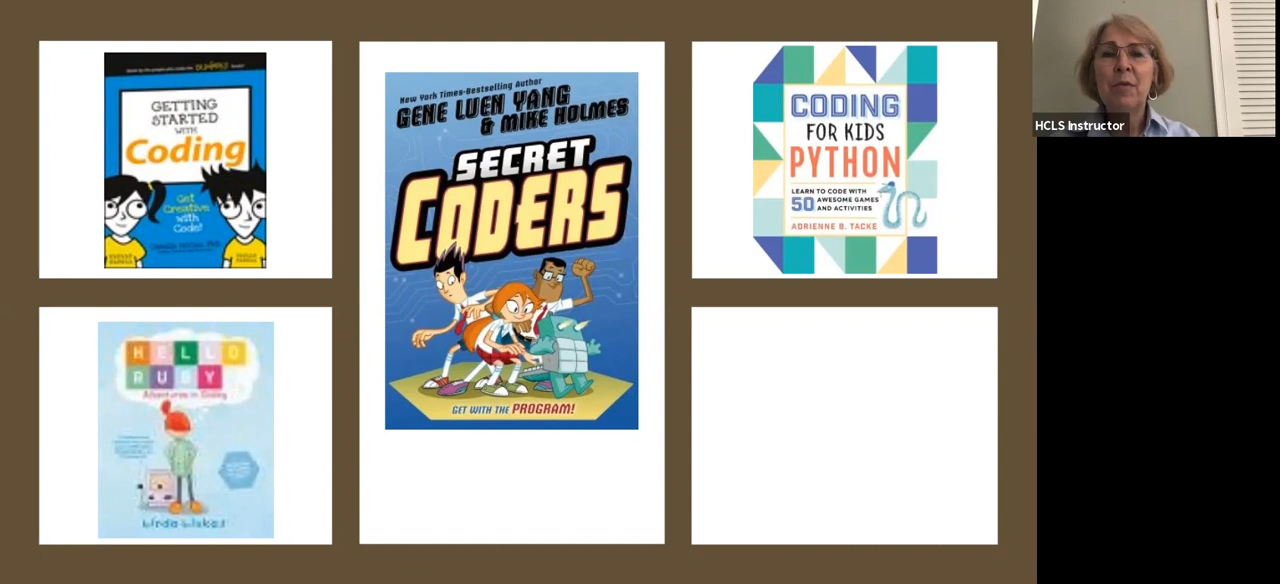 DUMMIES
GETTING
STARTED
WITH
Coding
Get
Creative
with
Code!
New York Times-Bestselling Author
GENE LUEN YANG
& MIKE HOLMES
SECRET
CODERS
GET WITH THE PROGRAM!
CODING
FOR KIDS
PYTHON
LEARN TO CODE WITH
50 AWESOME GAMES
AND ACTIVITIES
ADRIENNE B. TACKE
HELLO
RUBY
Adventures in Coding
HCLS Instructor